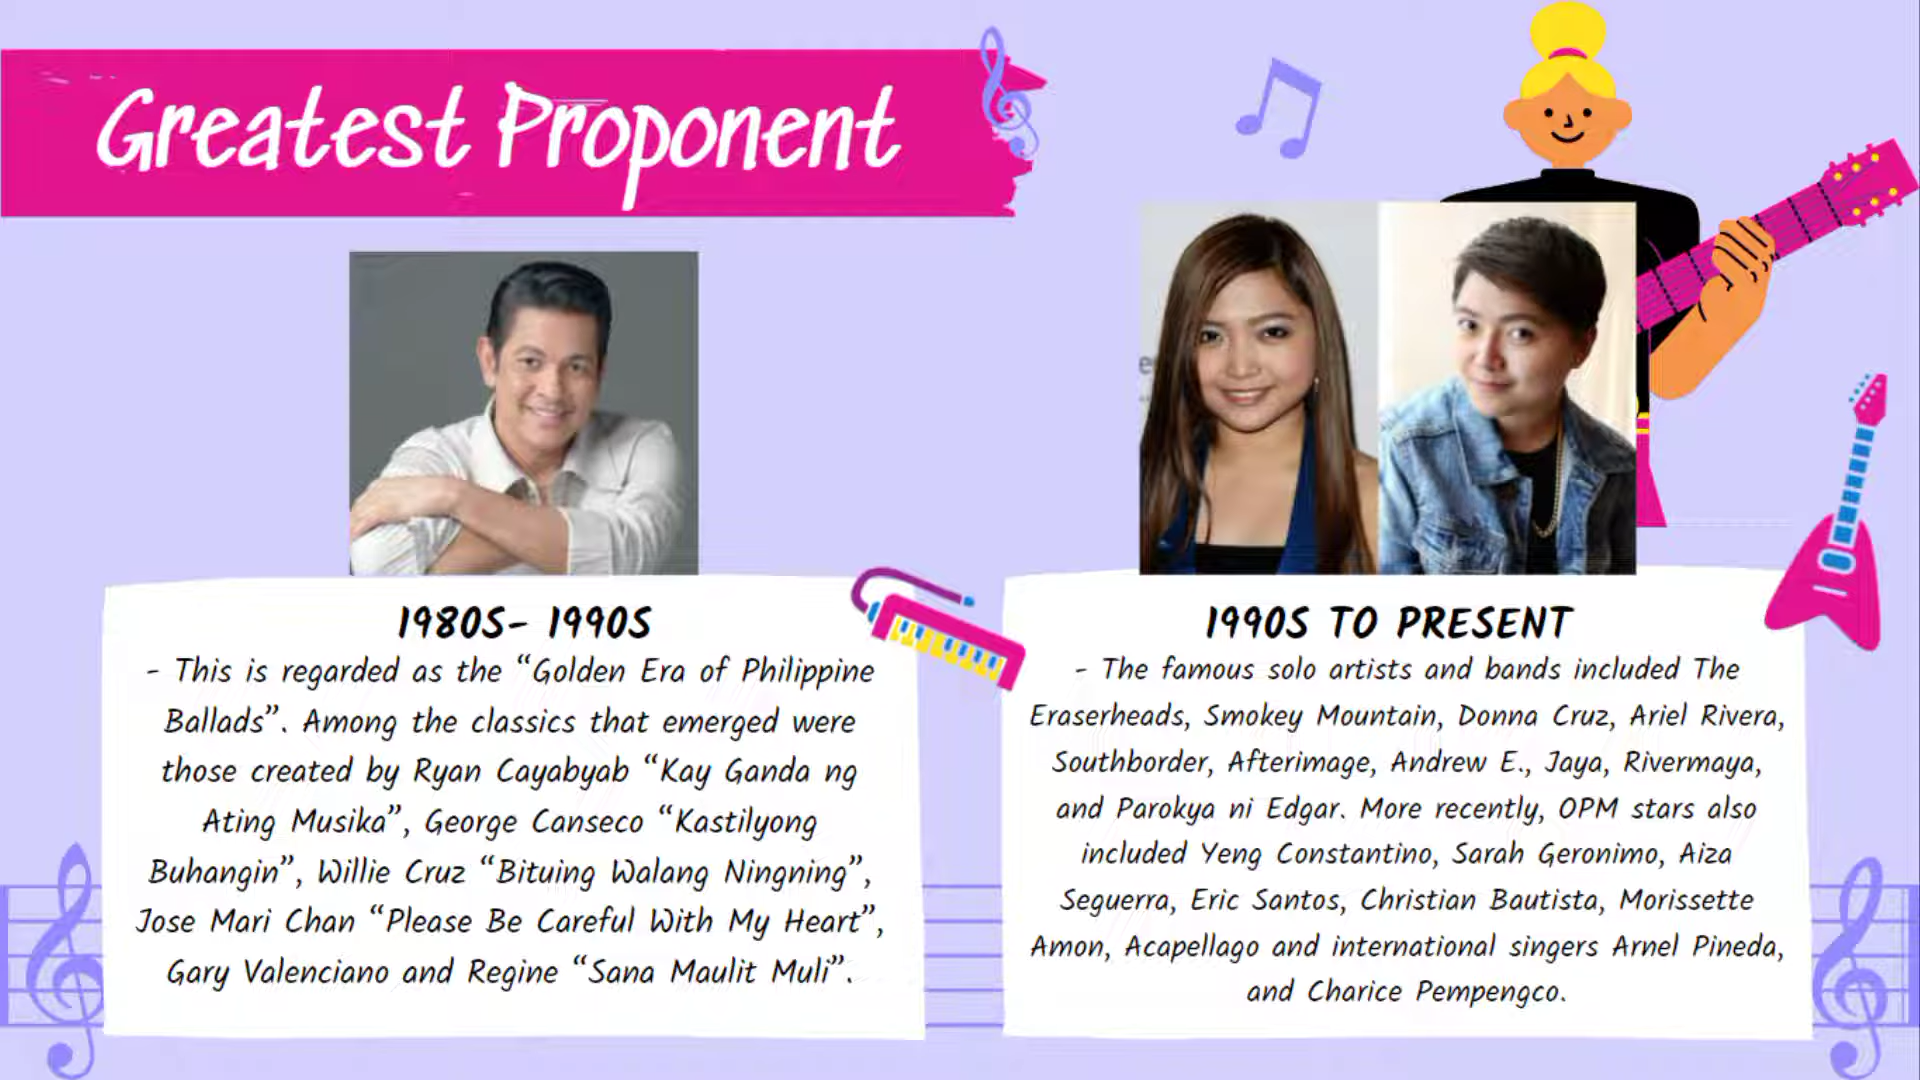 Greatest Proponent
1980S- 1990S
- This is regarded as the “Golden Era of Philippine
Ballads”. Among the classics that emerged were
those created by Ryan Cayabyab “Kay Ganda ng
Ating Musika”, George Canseco “Kastilyong
Buhangin”, Willie Cruz “Bituing Walang Ningning”,
Jose Mari Chan “Please Be Careful With My Heart”,
Gary Valenciano and Regine “Sana Maulit Muli”.
1990S TO PRESENT
- The famous solo artists and bands included The
Eraserheads, Smokey Mountain, Donna Cruz, Ariel Rivera,
Southborder, Afterimage, Andrew E., Jaya, Rivermaya,
and Parokya ni Edgar. More recently, OPM stars also
included Yeng Constantino, Sarah Geronimo, Aiza
Seguerra, Eric Santos, Christian Bautista, Morissette
Amon, Acapellago and international singers Arnel Pineda,
and Charice Pempengco.